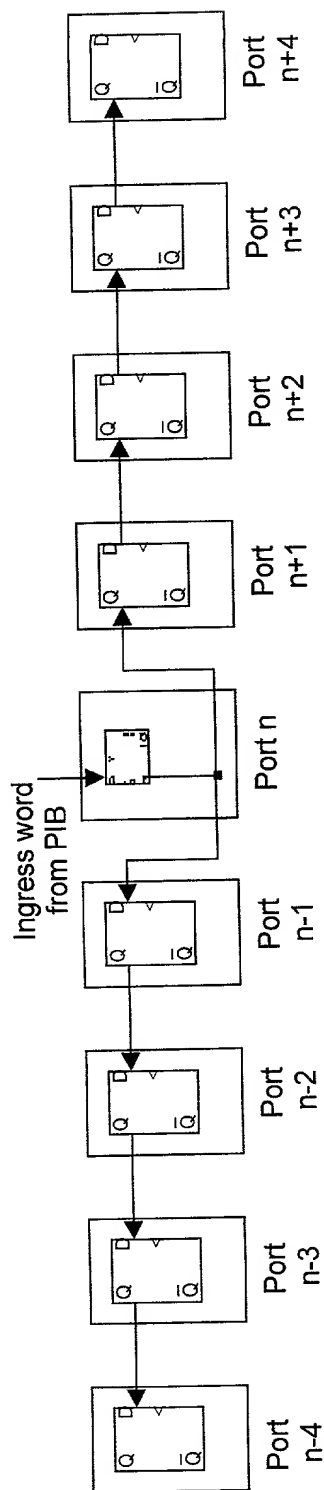 Ingress word
from PIB
Q D
Q̅
Port
n-4
Q D
Q̅
Port
n-3
Q D
Q̅
Port
n-2
Q D
Q̅
Port
n-1
Port n
Q D
Q̅
Port
n+1
Q D
Q̅
Port
n+2
Q D
Q̅
Port
n+3
Q D
Q̅
Port
n+4